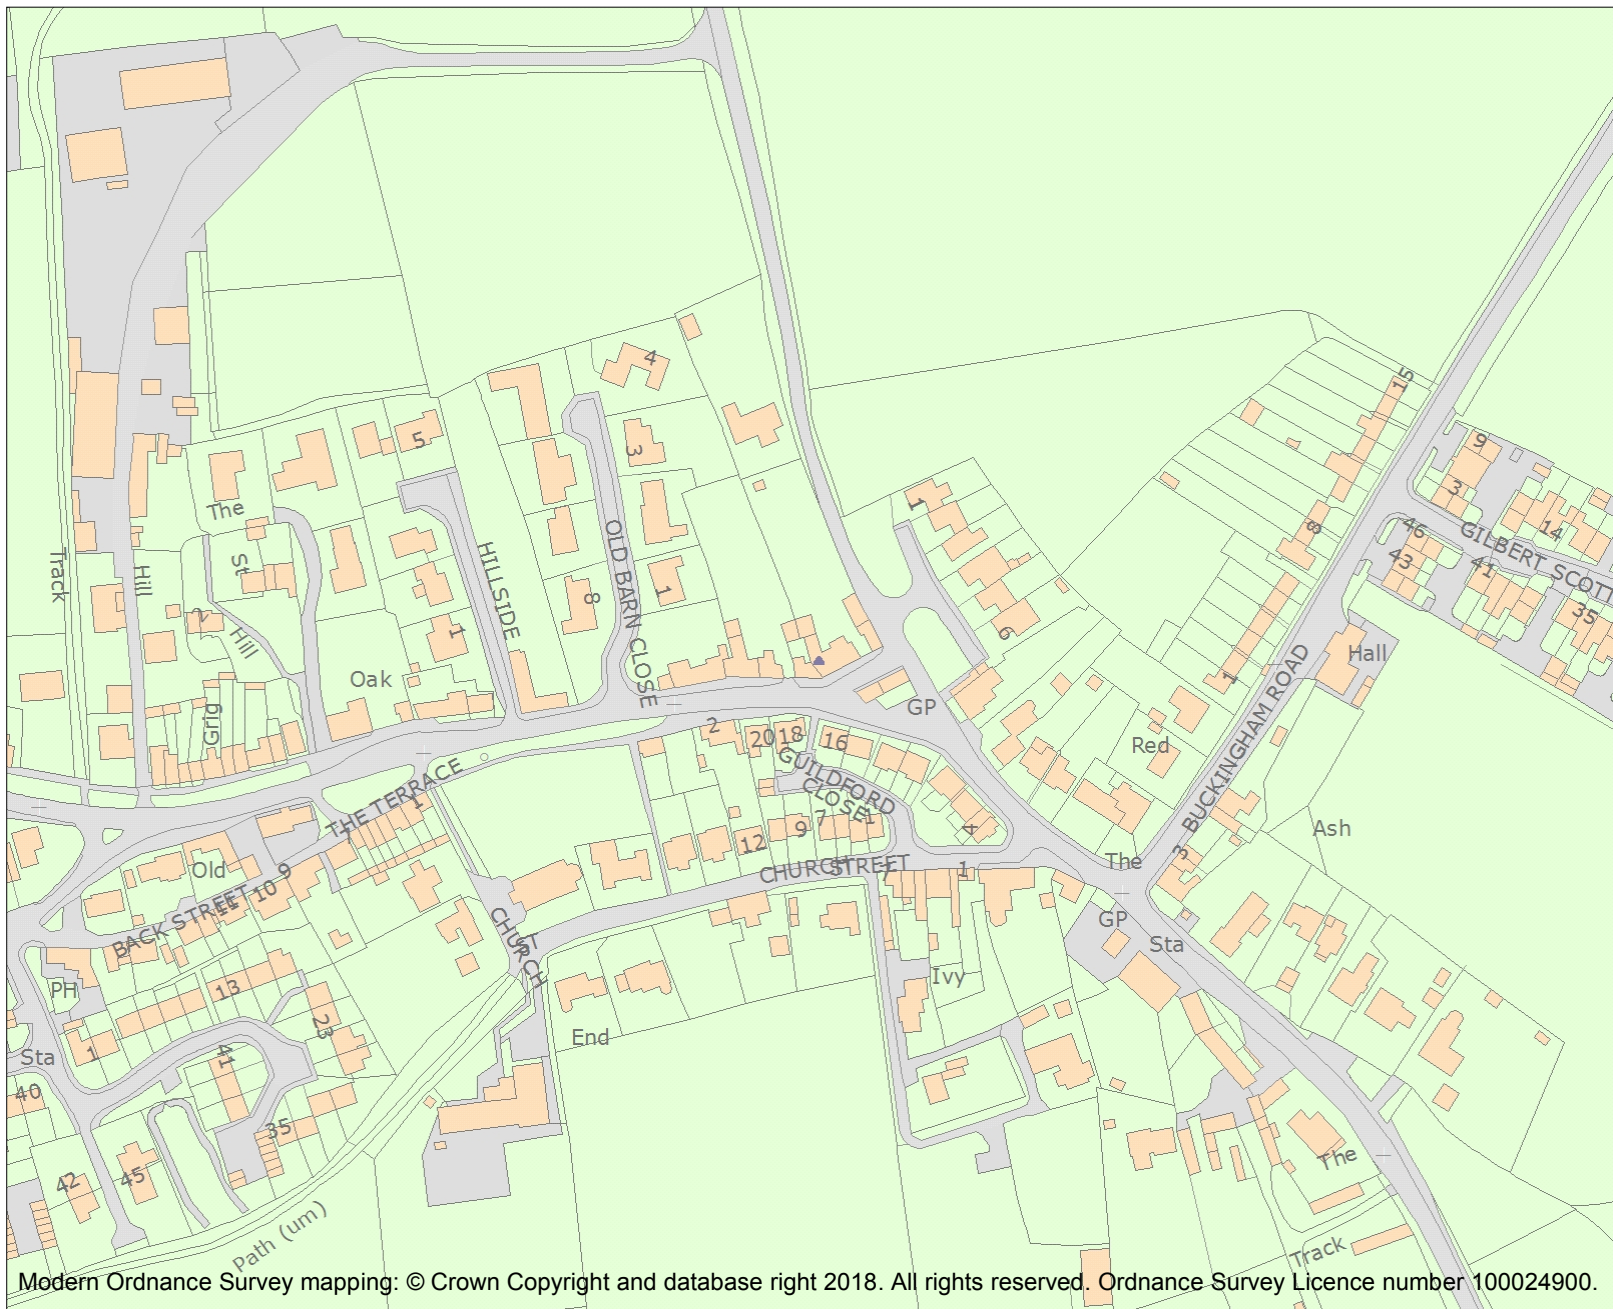 4
15
5
3
9
3
The
1
8
14
46
GILBERT SCOTT
43
41
35
Track
Hill
St
HILLSIDE
OLD BARN CLOSE
8
1
1
6
2
Hill
Hall
Oak
1
Grig
GP
2
20
18
16
Red
BUCKINGHAM ROAD
GUILDFORD
CLOSE
THE TERRACE
1
7
4
12
9
7
1
Ash
Old
9
CHURCH
STREET
7
1
The
3
BACK STREET
11
10
CHURCH
ST
GP
Sta
PH
13
23
Ivy
End
Sta
1
41
40
35
42
45
The
Path (um)
Track
Modern Ordnance Survey mapping: © Crown Copyright and database right 2018. All rights reserved. Ordnance Survey Licence number 100024900.